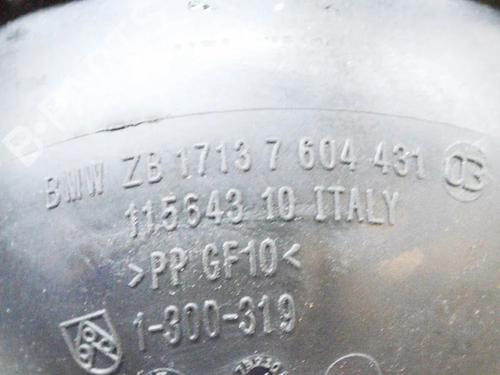 BMW ZB 1713 7 604 431 03
115643 10 ITALY
>PP GF10<
1-300-319